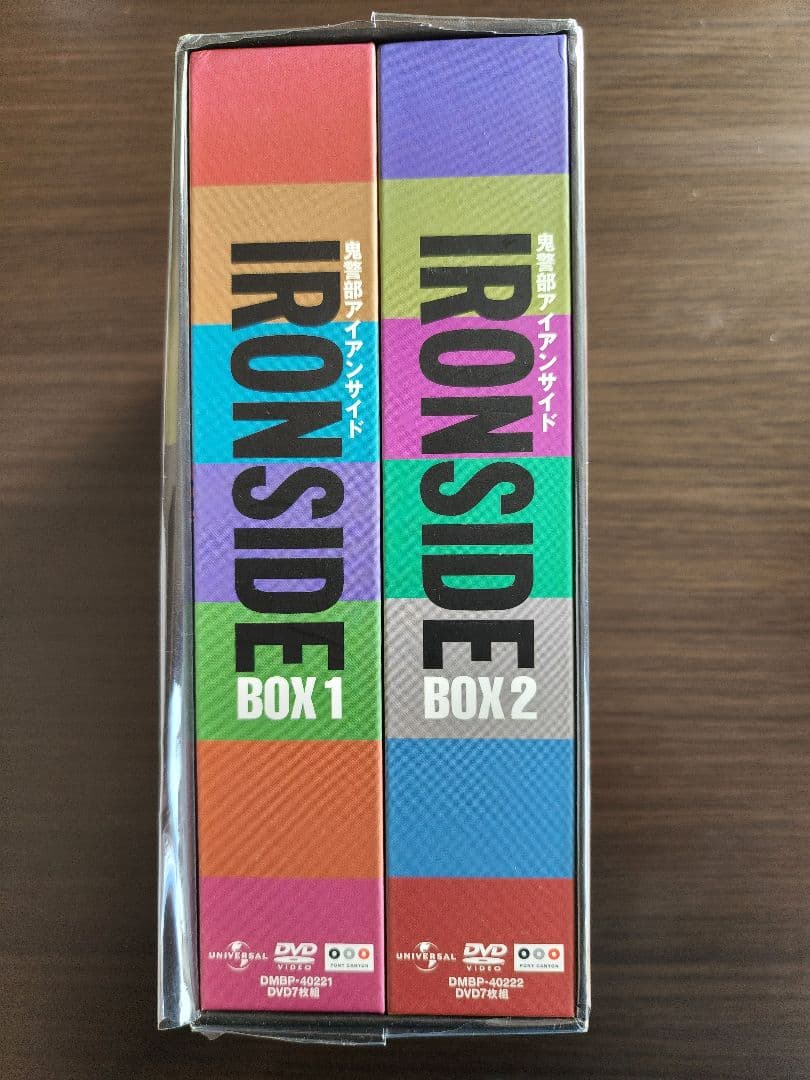 鬼警部アイアンサイド
IRONSIDE
BOX 1
UNIVERSAL
DVD
VIDEO
PONY CANYON
DMBP-40221
DVD7枚組
鬼警部アイアンサイド
IRONSIDE
BOX 2
UNIVERSAL
DVD
VIDEO
PONY CANYON
DMBP-40222
DVD7枚組